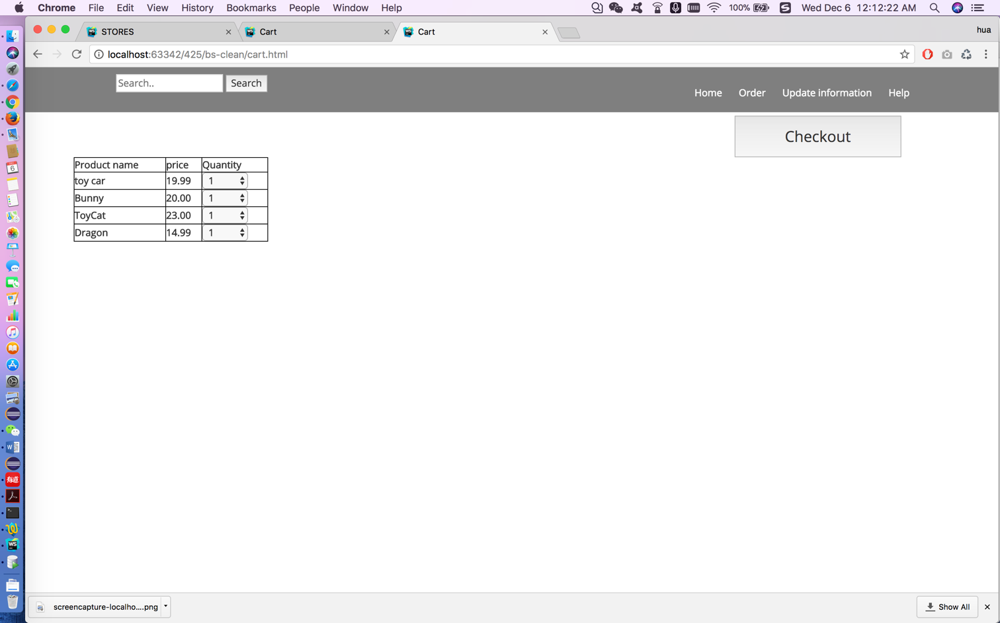 Chrome File Edit View History Bookmarks People Window Help 100% Wed Dec 6 12:12:22 AM
STORES Cart Cart hua
localhost:63342/425/bs-clean/cart.html
Search.. Search
Home Order Update information Help
Checkout
Product name price Quantity
toy car 19.99 1
Bunny 20.00 1
ToyCat 23.00 1
Dragon 14.99 1
6
W
有道
WS
screencapture-localho....png Show All